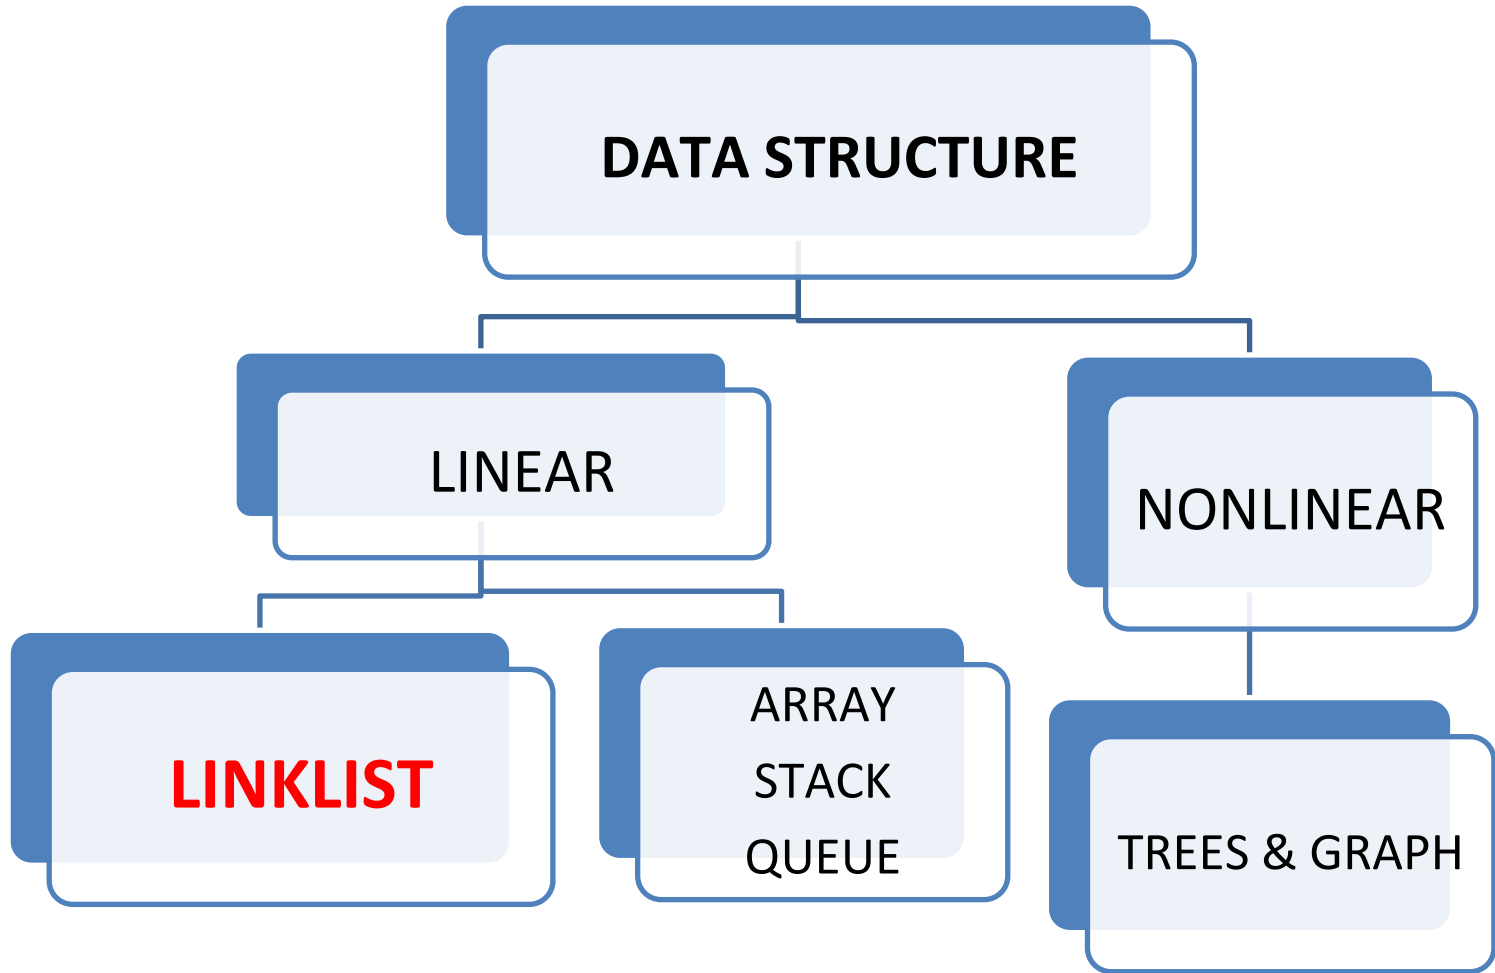 DATA STRUCTURE
LINEAR
NONLINEAR
LINKLIST
ARRAY
STACK
QUEUE
TREES & GRAPH